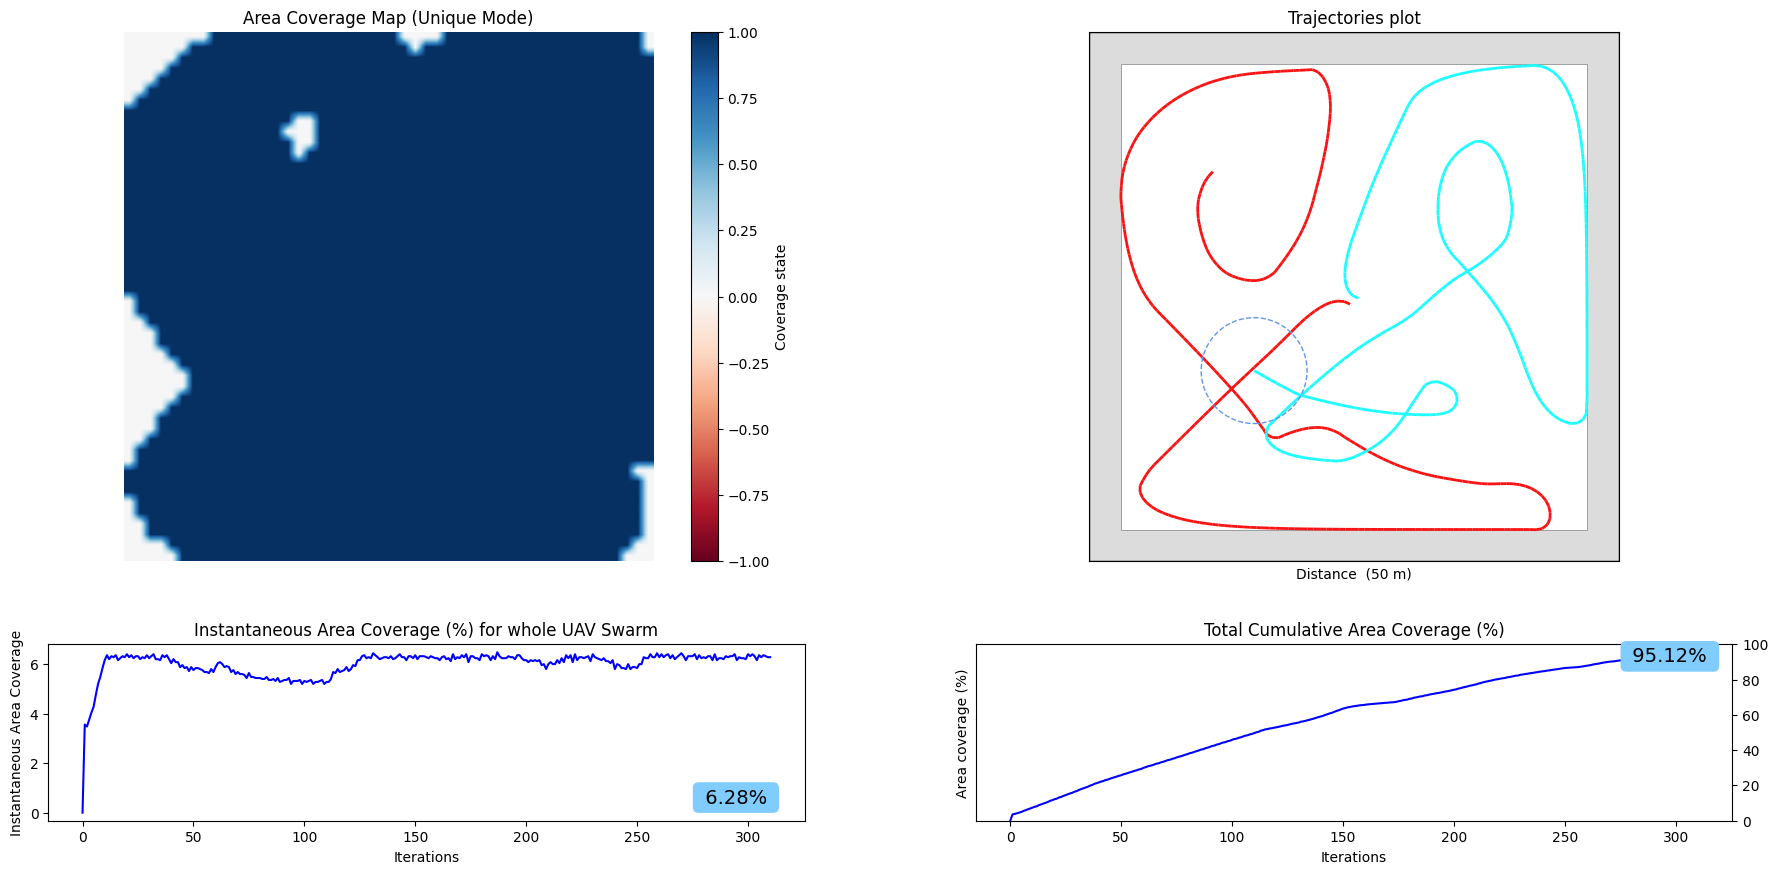 Area Coverage Map (Unique Mode)
1.00
0.75
0.50
0.25
0.00
−0.25
−0.50
−0.75
−1.00
Coverage state
Trajectories plot
Distance  (50 m)
Instantaneous Area Coverage (%) for whole UAV Swarm
Instantaneous Area Coverage
6
4
2
0
6.28%
0 50 100 150 200 250 300
Iterations
Total Cumulative Area Coverage (%)
Area coverage (%)
95.12%
100
80
60
40
20
0
0 50 100 150 200 250 300
Iterations